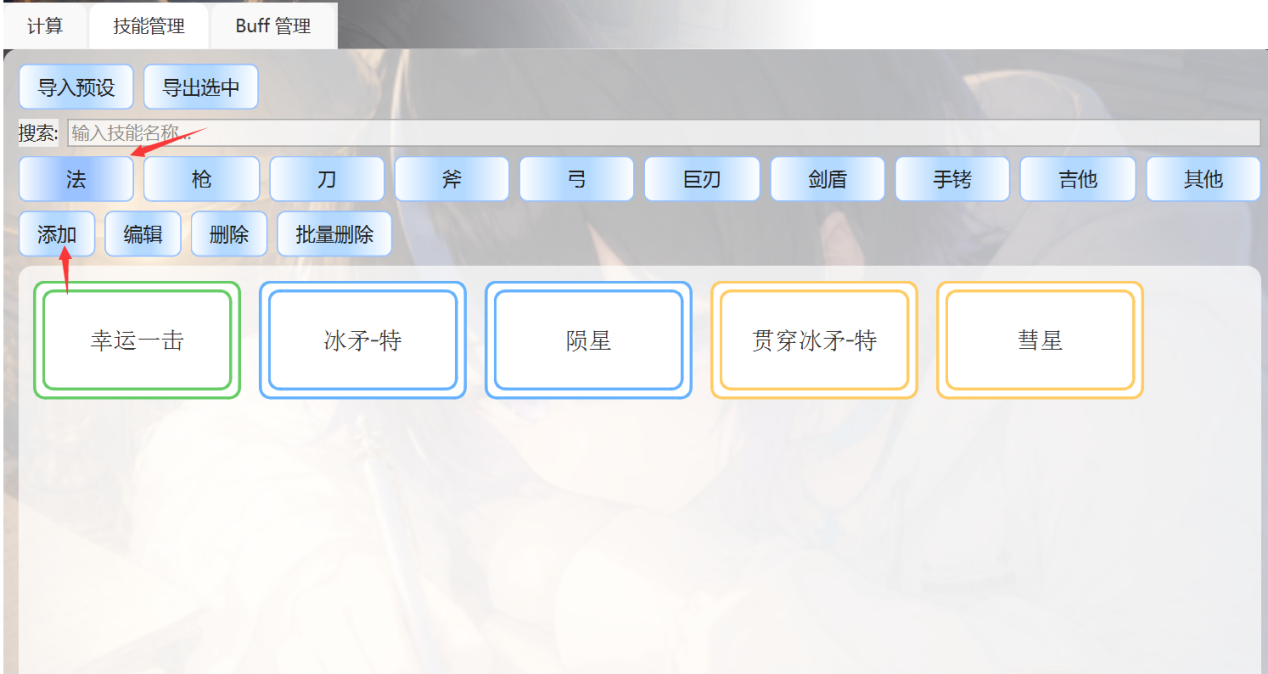 计算 技能管理 Buff 管理
导入预设 导出选中
搜索: 输入技能名称...
法 枪 刀 斧 弓 巨刃 剑盾 手铐 吉他 其他
添加 编辑 删除 批量删除
幸运一击 冰矛-特 陨星 贯穿冰矛-特 彗星